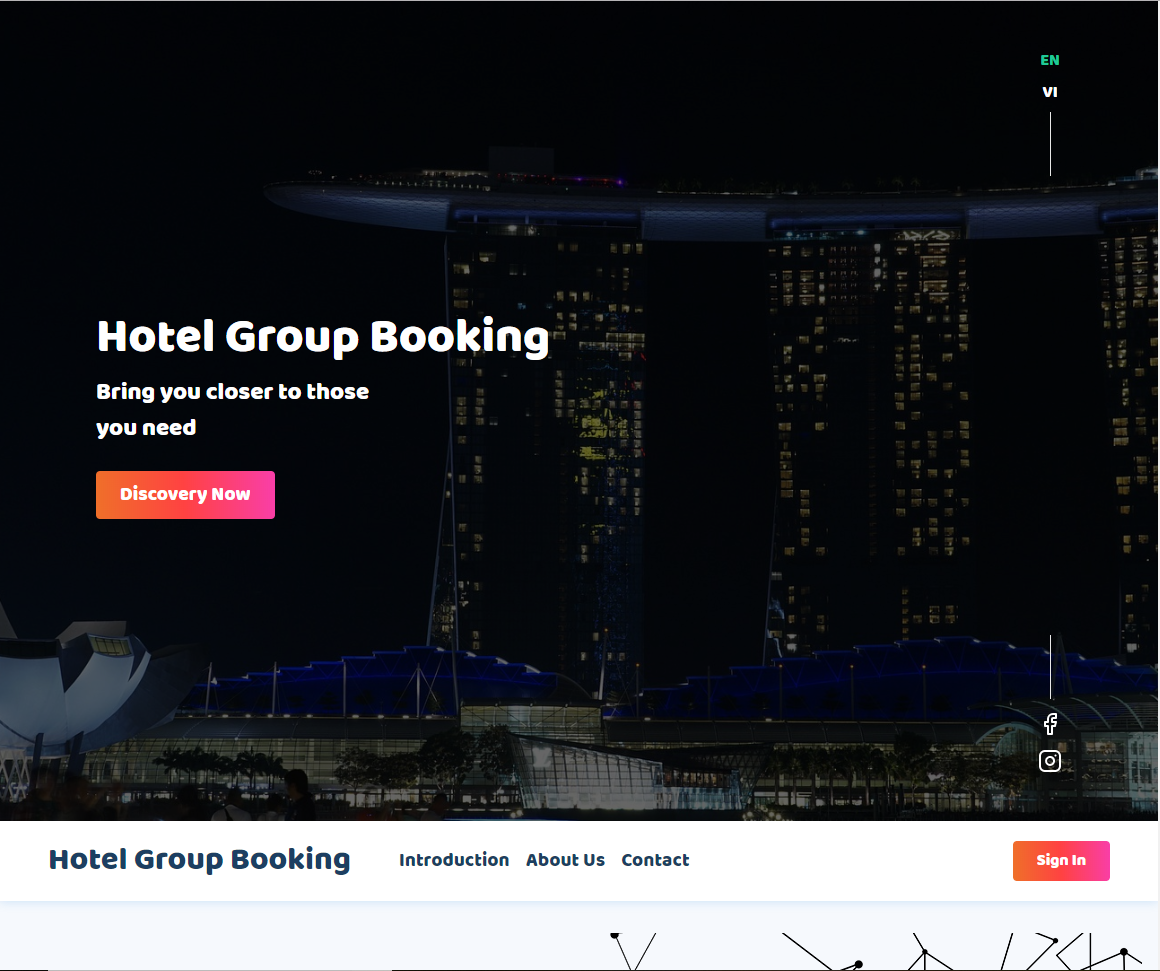 EN
VI
Hotel Group Booking
Bring you closer to those
you need
Discovery Now
Hotel Group Booking
Introduction
About Us
Contact
Sign In